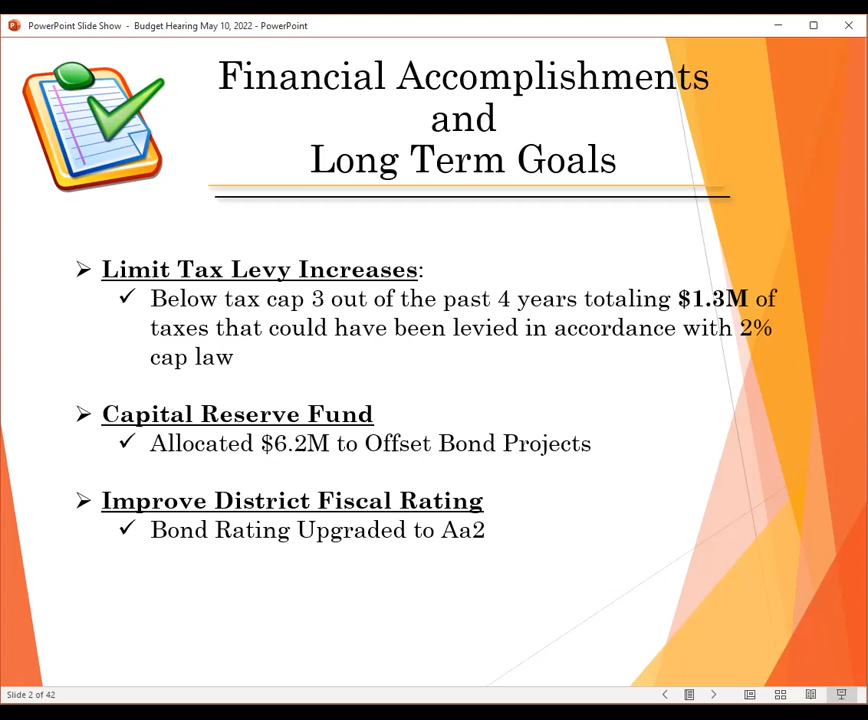 PowerPoint Slide Show - Budget Hearing May 10, 2022 - PowerPoint
Financial Accomplishments
and
Long Term Goals
Limit Tax Levy Increases:
Below tax cap 3 out of the past 4 years totaling $1.3M of
taxes that could have been levied in accordance with 2%
cap law
Capital Reserve Fund
Allocated $6.2M to Offset Bond Projects
Improve District Fiscal Rating
Bond Rating Upgraded to Aa2
Slide 2 of 42